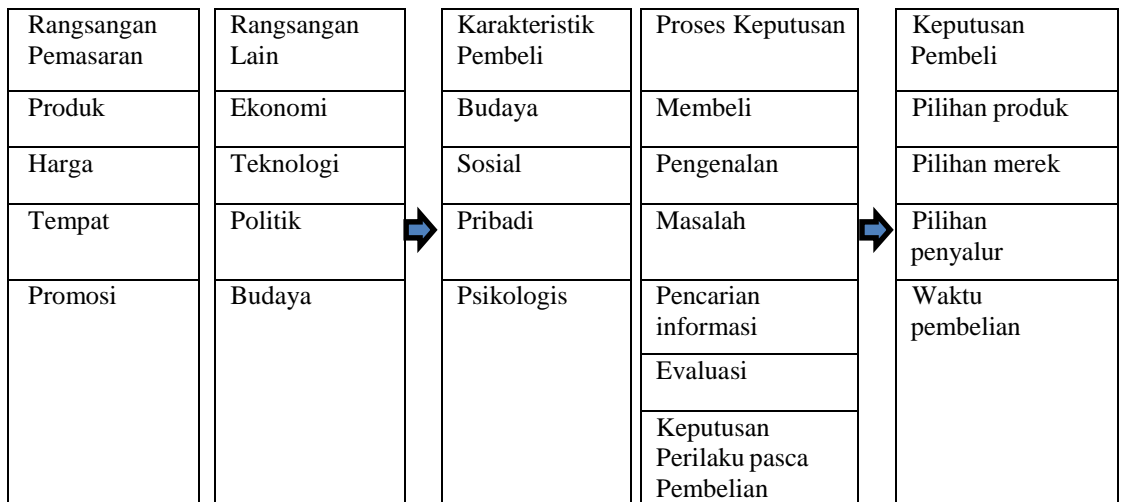 Rangsangan
Pemasaran
Produk
Harga
Tempat
Promosi
Rangsangan
Lain
Ekonomi
Teknologi
Politik
Budaya
Karakteristik
Pembeli
Budaya
Sosial
Pribadi
Psikologis
Proses Keputusan
Membeli
Pengenalan
Masalah
Pencarian
informasi
Evaluasi
Keputusan
Perilaku pasca
Pembelian
Keputusan
Pembeli
Pilihan produk
Pilihan merek
Pilihan
penyalur
Waktu
pembelian